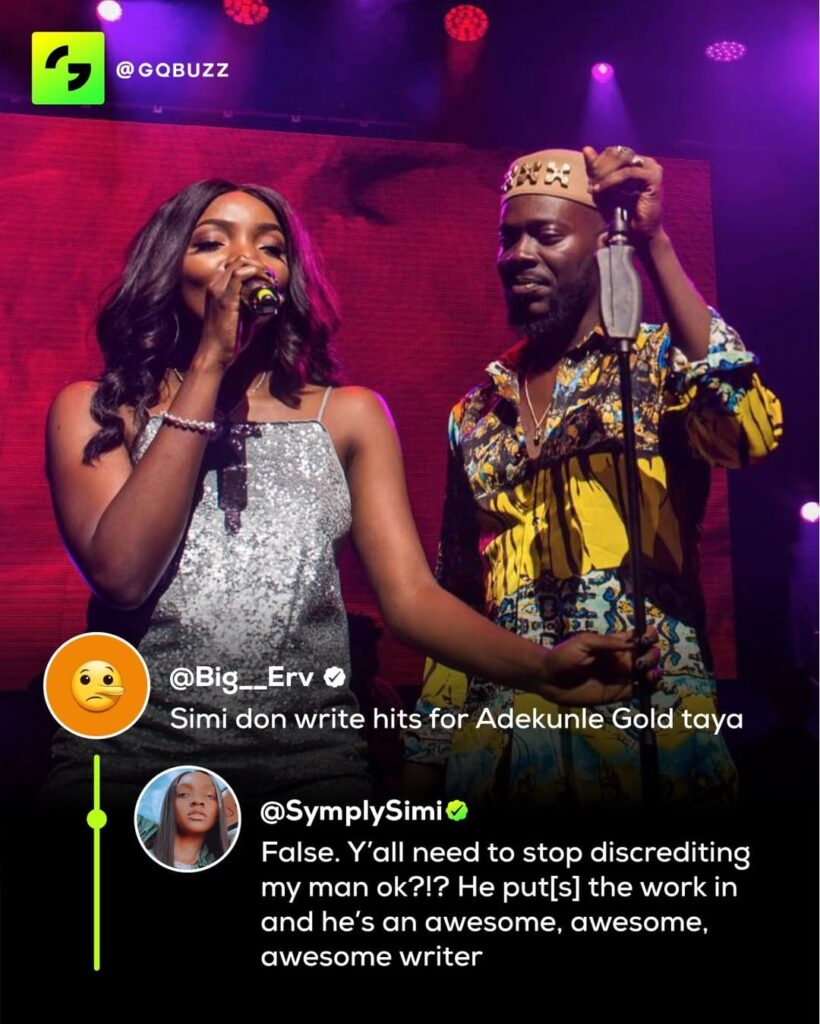 @GQBUZZ
@Big__Erv
Simi don write hits for Adekunle Gold taya
@SymplySimi
False. Y'all need to stop discrediting
my man ok?!? He put[s] the work in
and he's an awesome, awesome,
awesome writer